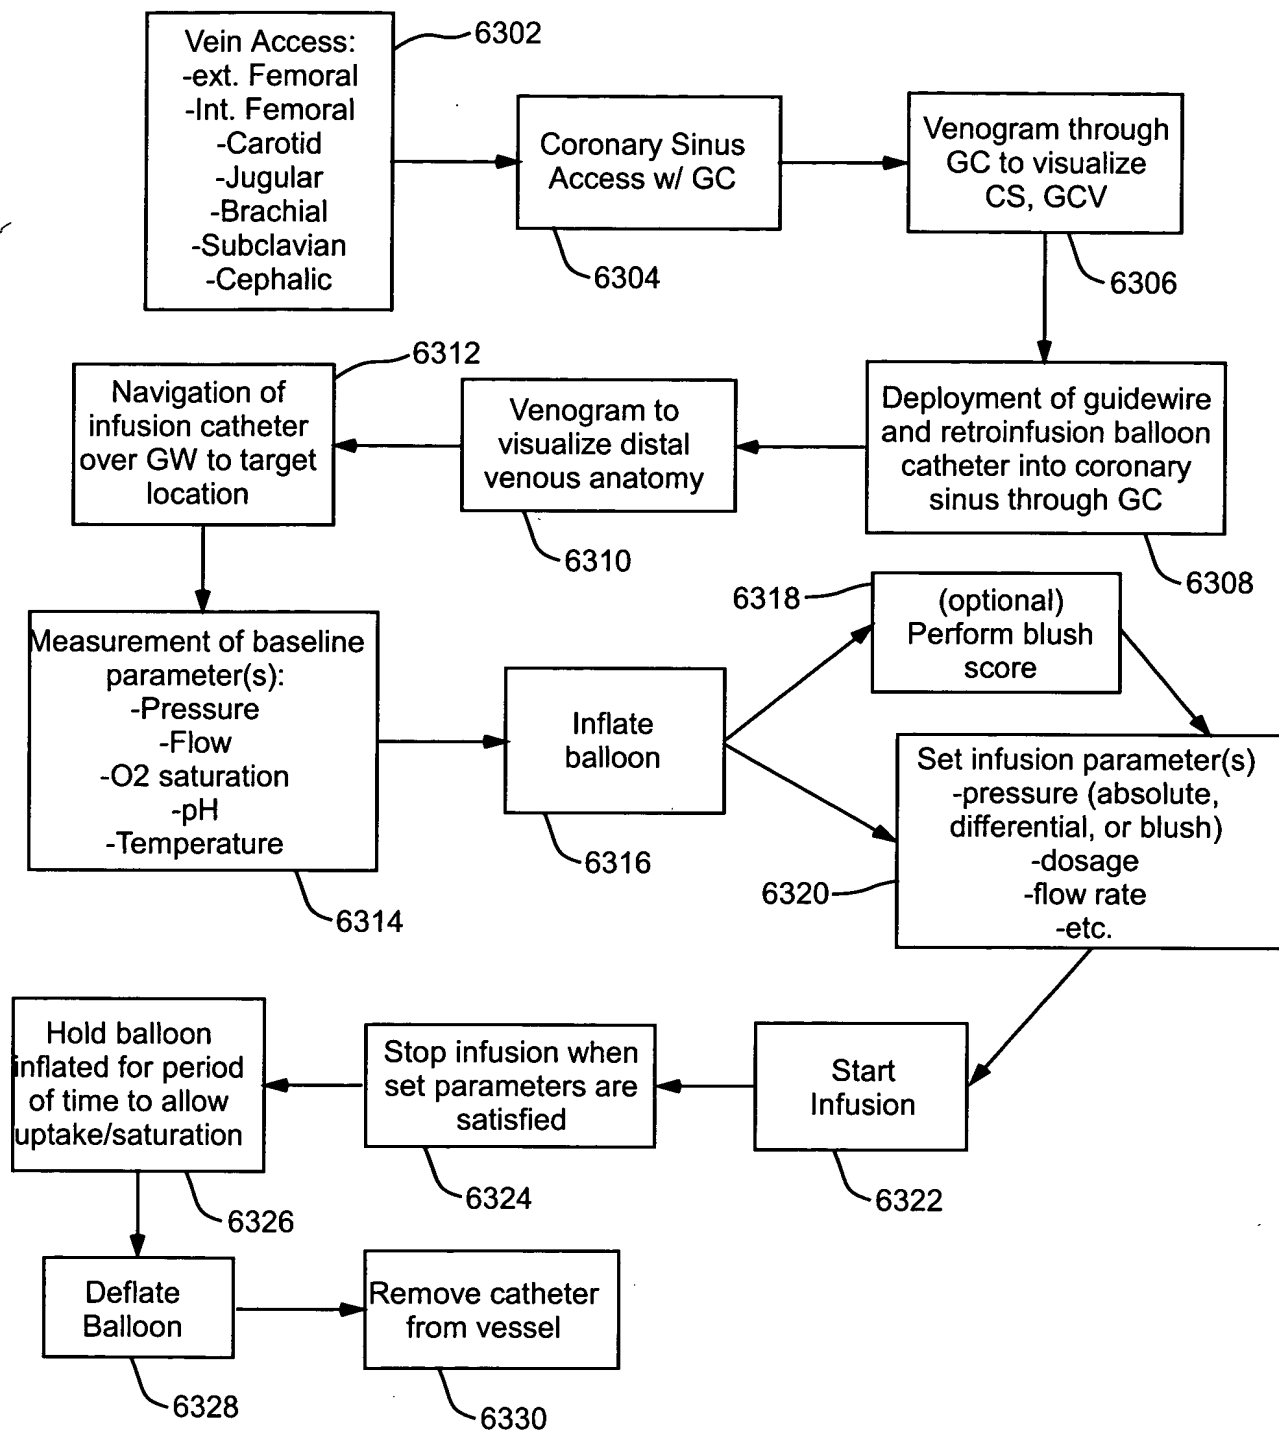 Vein Access:
-ext. Femoral
-Int. Femoral
-Carotid
-Jugular
-Brachial
-Subclavian
-Cephalic
6302
Coronary Sinus
Access w/ GC
6304
Venogram through
GC to visualize
CS, GCV
6306
Deployment of guidewire
and retroinfusion balloon
catheter into coronary
sinus through GC
6308
Venogram to
visualize distal
venous anatomy
6310
Navigation of
infusion catheter
over GW to target
location
6312
Measurement of baseline
parameter(s):
-Pressure
-Flow
-O2 saturation
-pH
-Temperature
6314
Inflate
balloon
6316
6318
(optional)
Perform blush
score
Set infusion parameter(s)
-pressure (absolute,
differential, or blush)
-dosage
-flow rate
-etc.
6320
Start
Infusion
6322
Stop infusion when
set parameters are
satisfied
6324
Hold balloon
inflated for period
of time to allow
uptake/saturation
6326
Deflate
Balloon
6328
Remove catheter
from vessel
6330